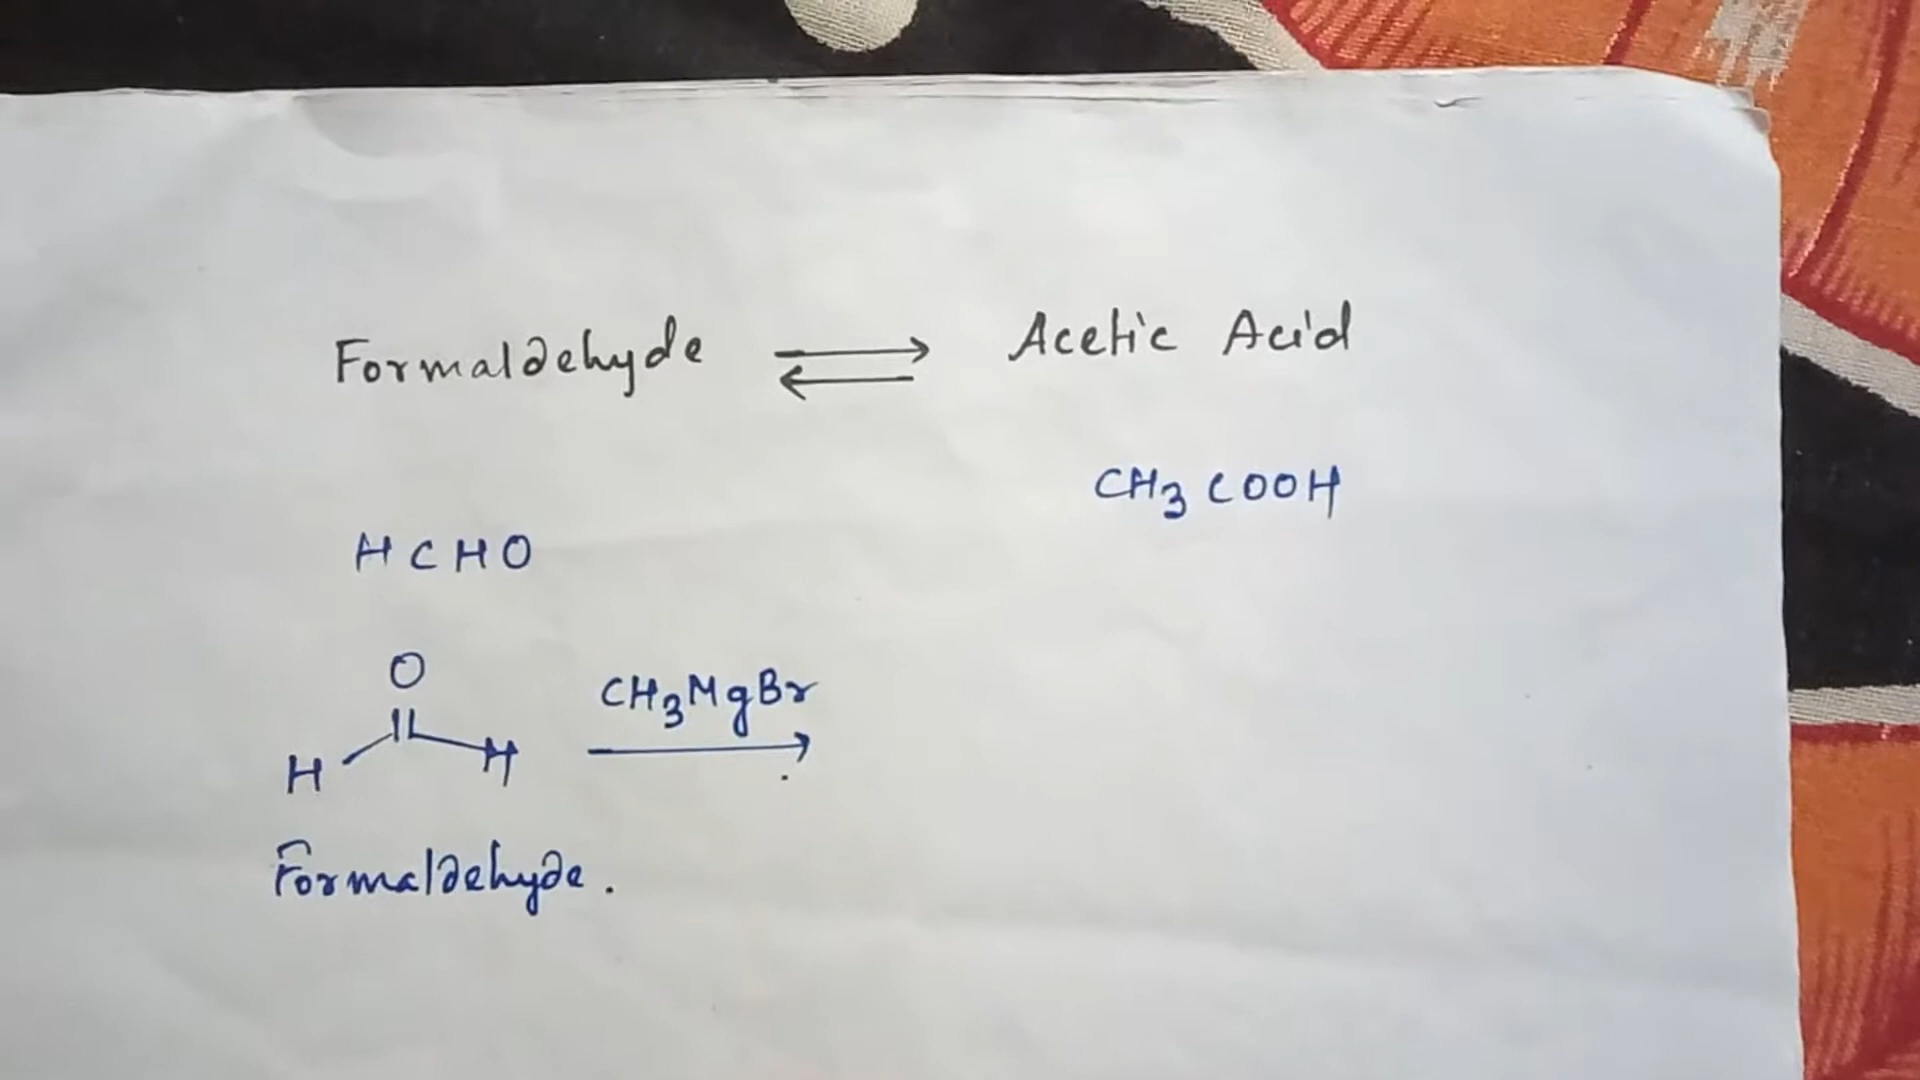 Formaldehyde ⇌ Acetic Acid
CH₃COOH
HCHO
O
||
H H
CH₃MgBr
→
Formaldehyde.